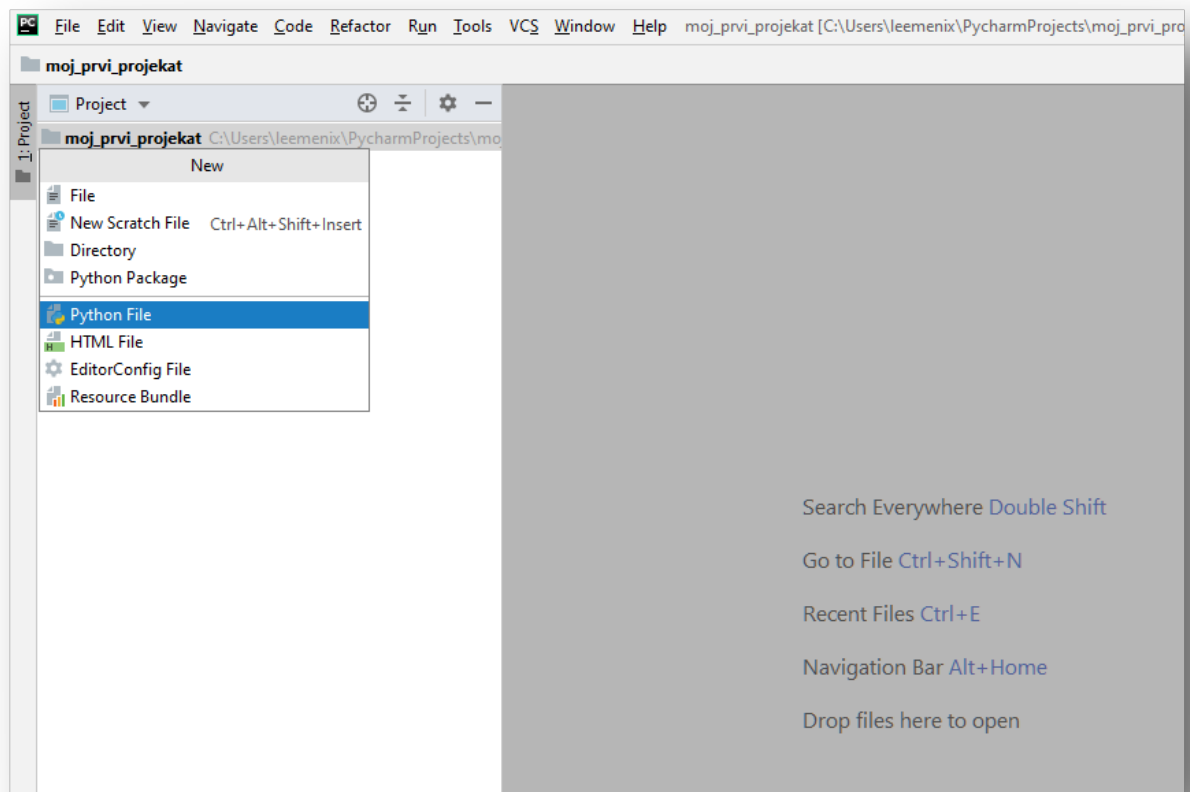 PC File Edit View Navigate Code Refactor Run Tools VCS Window Help moj_prvi_projekat [C:\Users\leemenix\PycharmProjects\moj_prvi_pro
moj_prvi_projekat
1: Project
Project
moj_prvi_projekat C:\Users\leemenix\PycharmProjects\mo
New
File
New Scratch File Ctrl+Alt+Shift+Insert
Directory
Python Package
Python File
HTML File
EditorConfig File
Resource Bundle
Search Everywhere Double Shift
Go to File Ctrl+Shift+N
Recent Files Ctrl+E
Navigation Bar Alt+Home
Drop files here to open